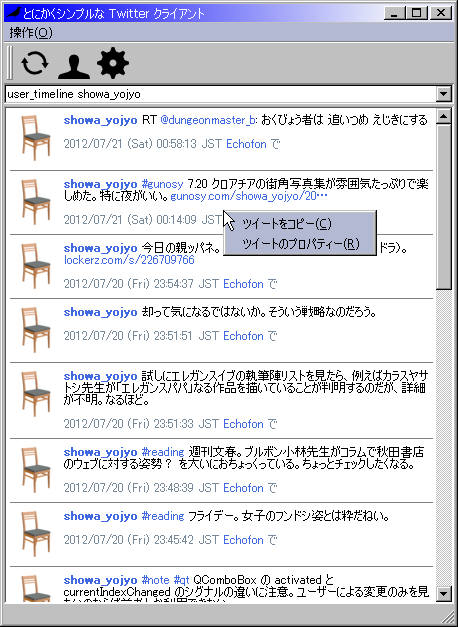 とにかくシンプルな Twitter クライアント
操作(O)
user_timeline showa_yojyo
showa_yojyo RT @dungeonmaster_b: おくびょう者は 追いつめ えじきにする
2012/07/21 (Sat) 00:58:13 JST Echofon で
showa_yojyo #gunosy 7.20 クロアチアの街角写真集が雰囲気たっぷりで楽
しめた。特に夜がいい。gunosy.com/showa_yojyo/20…
2012/07/21 (Sat) 00:14:09 JST
ツイートをコピー(C)
ツイートのプロパティー(R)
showa_yojyo 今日の親ッパネ。 ドラ)。
lockerz.com/s/226709766
2012/07/20 (Fri) 23:54:37 JST Echofon で
showa_yojyo 却って気になるではないか。そういう戦略なのだろう。
2012/07/20 (Fri) 23:51:51 JST Echofon で
showa_yojyo 試しにエレガンスイブの執筆陣リストを見たら、例えばカラスヤサ
トシ先生が「エレガンスパパ」なる作品を描いていることが判明するのだが、詳細
が不明。なるほど。
2012/07/20 (Fri) 23:51:33 JST Echofon で
showa_yojyo #reading 週刊文春。ブルボン小林先生がコラムで秋田書店
のウェブに対する姿勢？ を大いにおちょくっている。ちょっとチェックしたくなる。
2012/07/20 (Fri) 23:48:39 JST Echofon で
showa_yojyo #reading フライデー。女子のフンドシ姿とは粋だねい。
2012/07/20 (Fri) 23:45:42 JST Echofon で
showa_yojyo #note #qt QComboBox の activated と
currentIndexChanged のシグナルの違いに注意。ユーザーによる変更のみを見